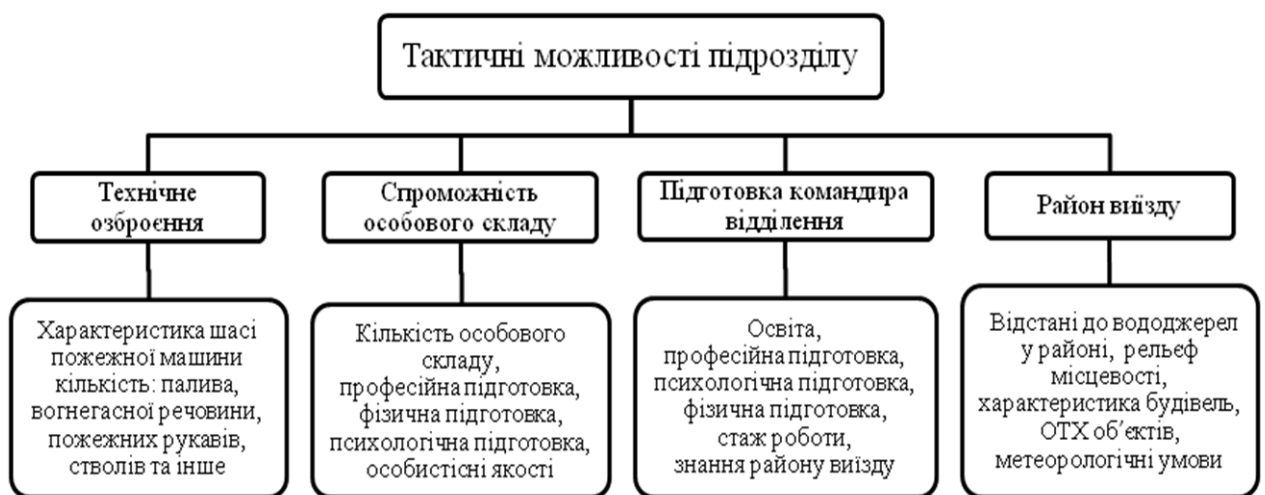 Тактичні можливості підрозділу
Технічне
озброєння
Спроможність
особового складу
Підготовка командира
відділення
Район виїзду
Характеристика шасі
пожежної машини
кількість: палива,
вогнегасної речовини,
пожежних рукавів,
стволів та інше
Кількість особового
складу,
професійна підготовка,
фізична підготовка,
психологічна підготовка,
особистісні якості
Освіта,
професійна підготовка,
психологічна підготовка,
фізична підготовка,
стаж роботи,
знання району виїзду
Відстані до вододжерел
у районі, рельєф
місцевості,
характеристика будівель,
ОТХ об'єктів,
метеорологічні умови